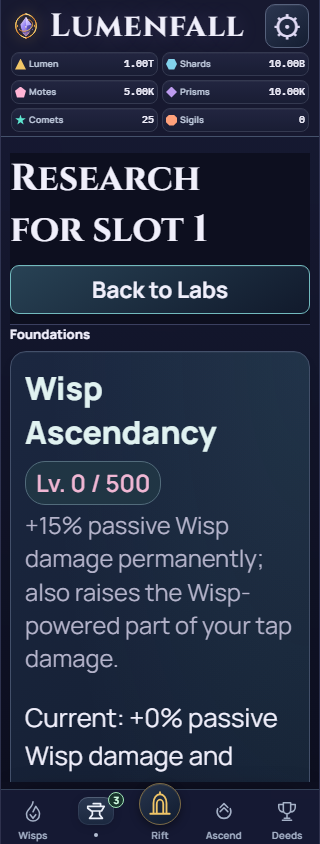 LUMENFALL
Lumen 1.00T
Shards 10.00B
Motes 5.00K
Prisms 10.00K
Comets 25
Sigils 0
RESEARCH
FOR SLOT 1
Back to Labs
Foundations
Wisp
Ascendancy
Lv. 0 / 500
+15% passive Wisp
damage permanently;
also raises the Wisp-
powered part of your tap
damage.
Current: +0% passive
Wisp damage and
3
Wisps
Rift
Ascend
Deeds